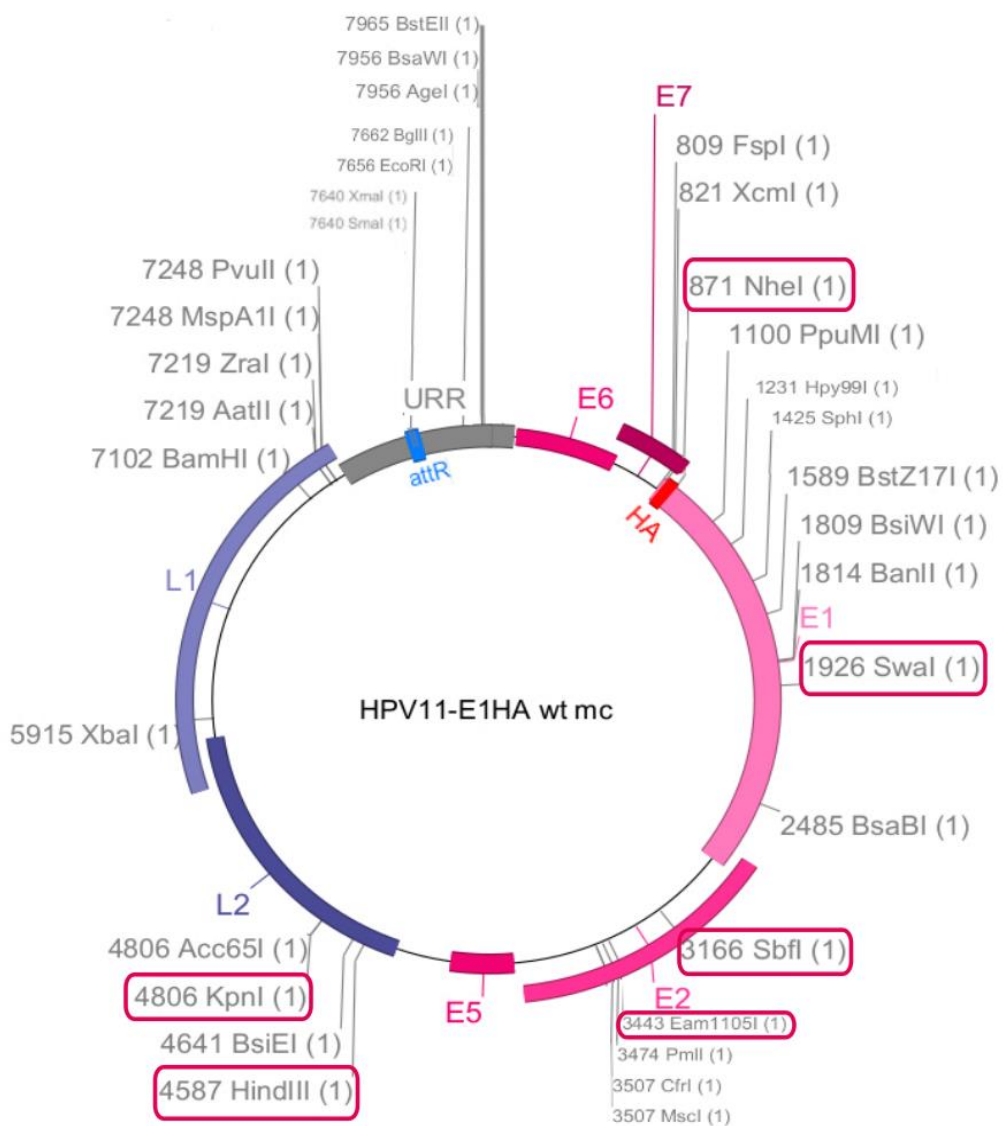 7965 BstEII (1)
7956 BsaWI (1)
7956 AgeI (1)
7662 BglII (1)
7656 EcoRI (1)
7640 XmaI (1)
7640 SmaI (1)
7248 PvuII (1)
7248 MspA1I (1)
7219 ZraI (1)
7219 AatII (1)
7102 BamHI (1)
URR
attR
E6
E7
809 FspI (1)
821 XcmI (1)
871 NheI (1)
HA
1100 PpuMI (1)
1231 Hpy99I (1)
1425 SphI (1)
1589 BstZ17I (1)
1809 BsiWI (1)
1814 BanII (1)
E1
1926 SwaI (1)
L1
HPV11-E1HA wt mc
5915 XbaI (1)
2485 BsaBI (1)
L2
4806 Acc65I (1)
4806 KpnI (1)
4641 BsiEI (1)
4587 HindIII (1)
E5
E2
3166 SbfI (1)
3443 Eam1105I (1)
3474 PmlI (1)
3507 CfrI (1)
3507 MscI (1)